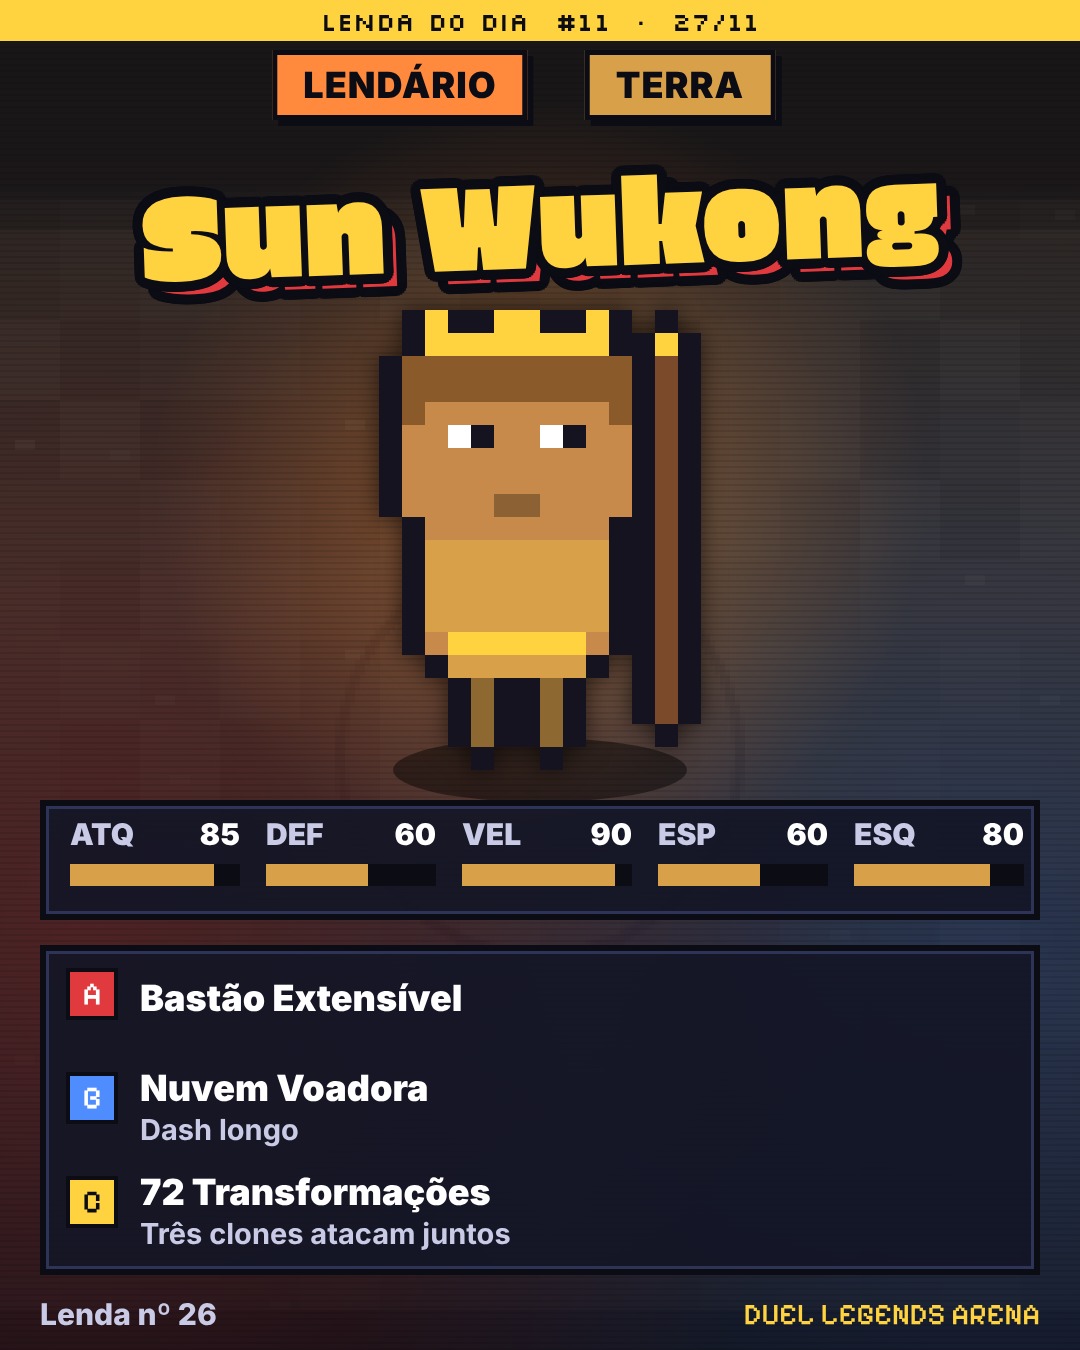 LENDA DO DIA #11 · 27/11
LENDÁRIO TERRA
Sun Wukong
ATQ 85 DEF 60 VEL 90 ESP 60 ESQ 80
A Bastão Extensível
B Nuvem Voadora
Dash longo
C 72 Transformações
Três clones atacam juntos
Lenda nº 26 DUEL LEGENDS ARENA